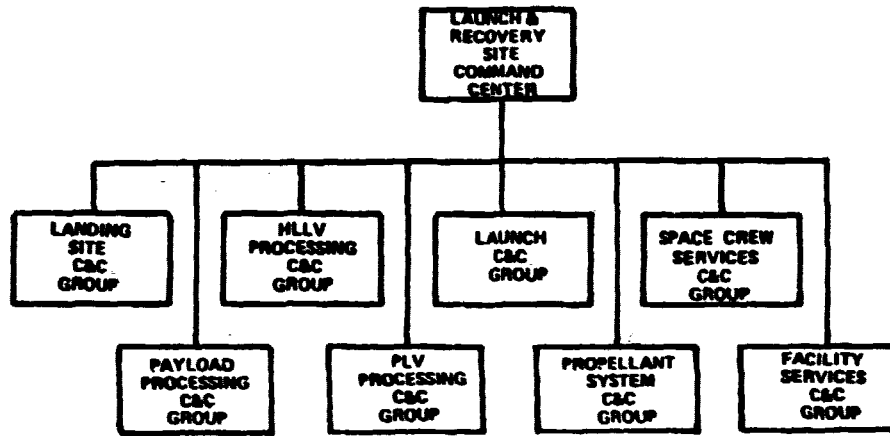 LAUNCH &
RECOVERY
SITE
COMMAND
CENTER
LANDING
SITE
C&C
GROUP
HLLV
PROCESSING
C&C
GROUP
LAUNCH
C&C
GROUP
SPACE CREW
SERVICES
C&C
GROUP
PAYLOAD
PROCESSING
C&C
GROUP
PLV
PROCESSING
C&C
GROUP
PROPELLANT
SYSTEM
C&C
GROUP
FACILITY
SERVICES
C&C
GROUP